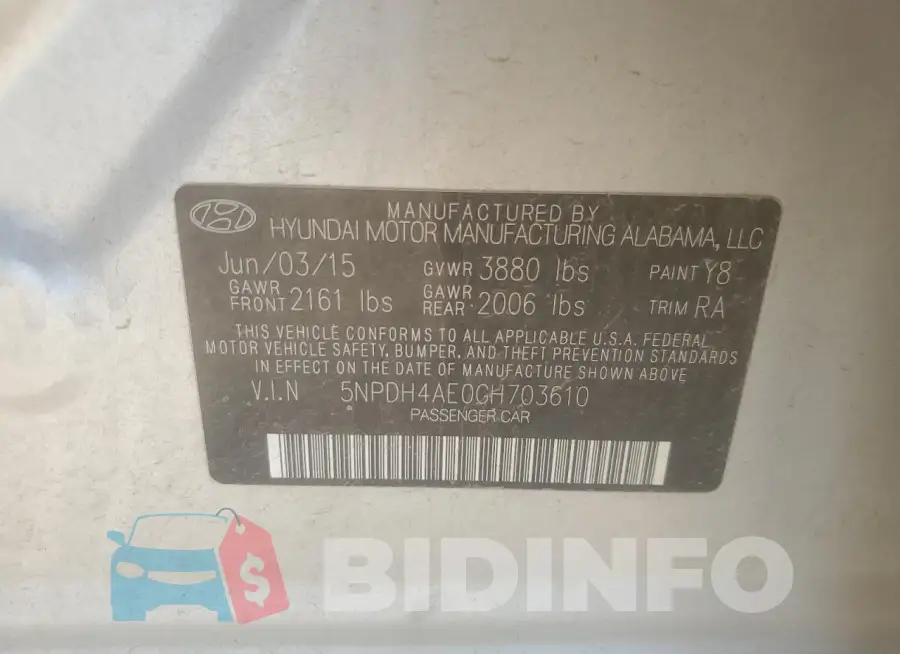 MANUFACTURED BY
HYUNDAI MOTOR MANUFACTURING ALABAMA, LLC
Jun/03/15 GVWR 3880 lbs PAINT Y8
GAWR FRONT 2161 lbs GAWR REAR 2006 lbs TRIM RA
THIS VEHICLE CONFORMS TO ALL APPLICABLE U.S.A. FEDERAL
MOTOR VEHICLE SAFETY, BUMPER, AND THEFT PREVENTION STANDARDS
IN EFFECT ON THE DATE OF MANUFACTURE SHOWN ABOVE
V.I.N 5NPDH4AE0GH703610
PASSENGER CAR
$ BIDINFO